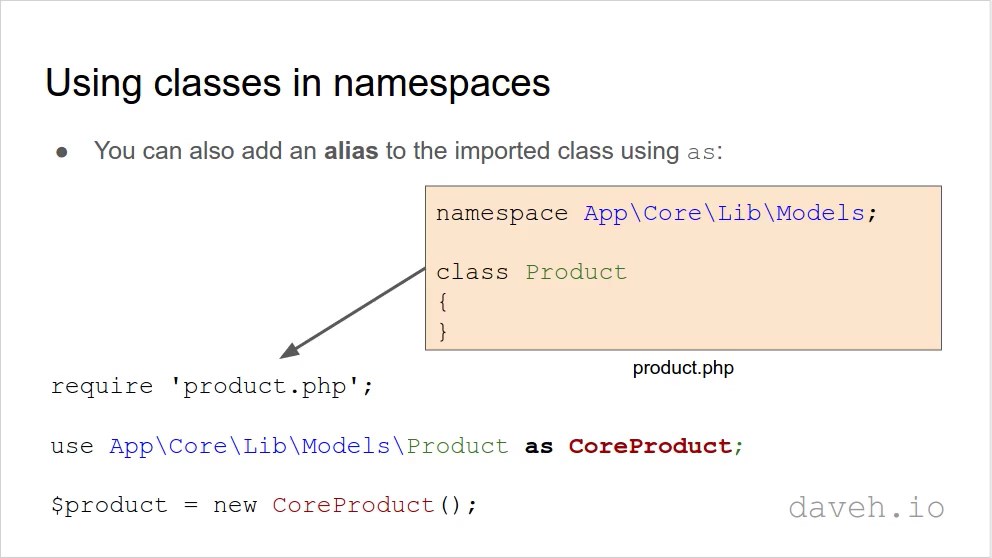 Using classes in namespaces
● You can also add an alias to the imported class using as:
namespace App\Core\Lib\Models;
class Product
{
}
product.php
require 'product.php';
use App\Core\Lib\Models\Product as CoreProduct;
$product = new CoreProduct();
daveh.io